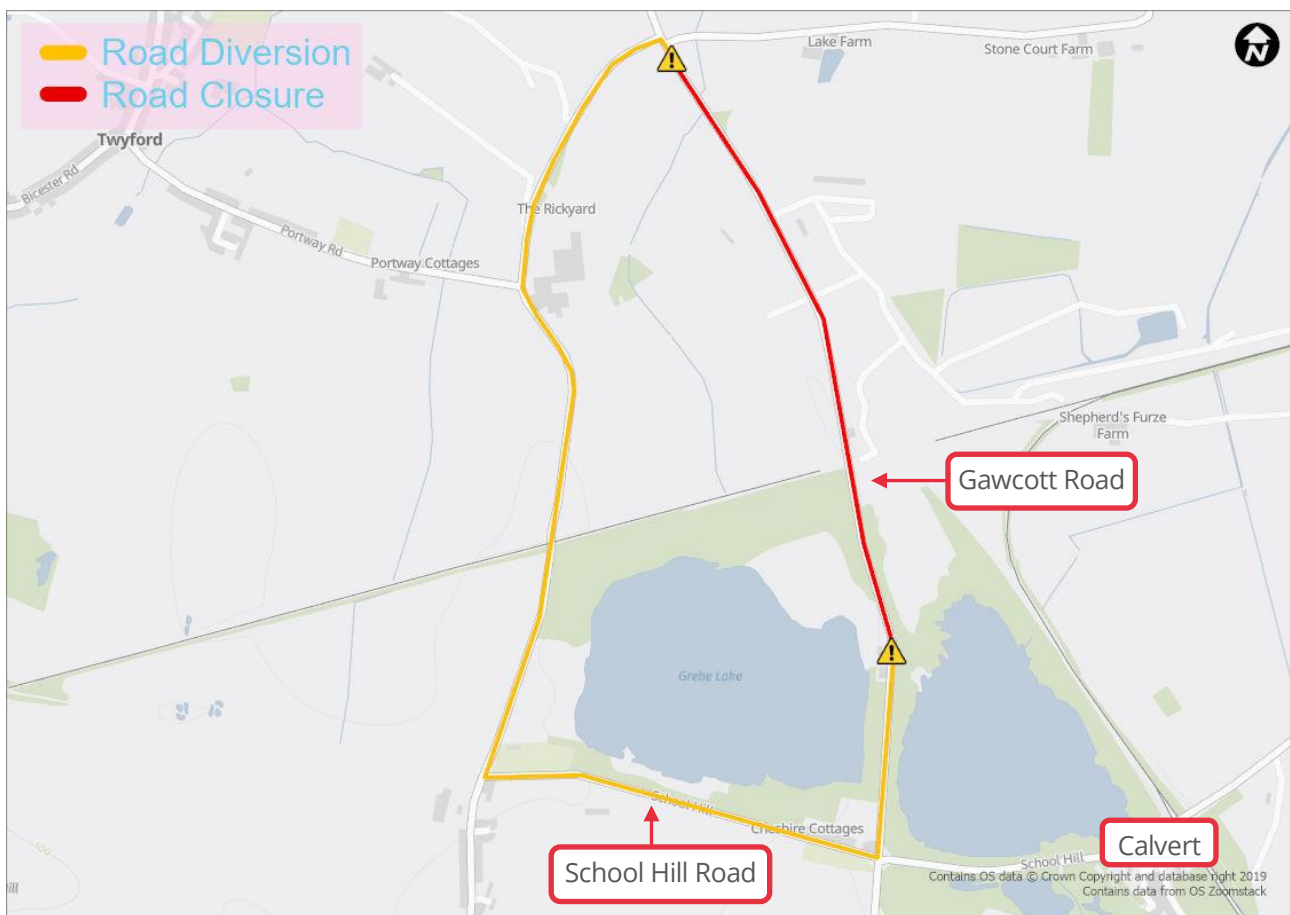 Road Diversion
Road Closure
N
Lake Farm
Stone Court Farm
Twyford
Bicester Rd
The Rickyard
Portway Rd
Portway Cottages
Shepherd's Furze
Farm
Gawcott Road
Grebe Lake
School Hill
Cheshire Cottages
School Hill Road
Calvert
School Hill
100
ill
Contains OS data © Crown Copyright and database right 2019
Contains data from OS Zoomstack